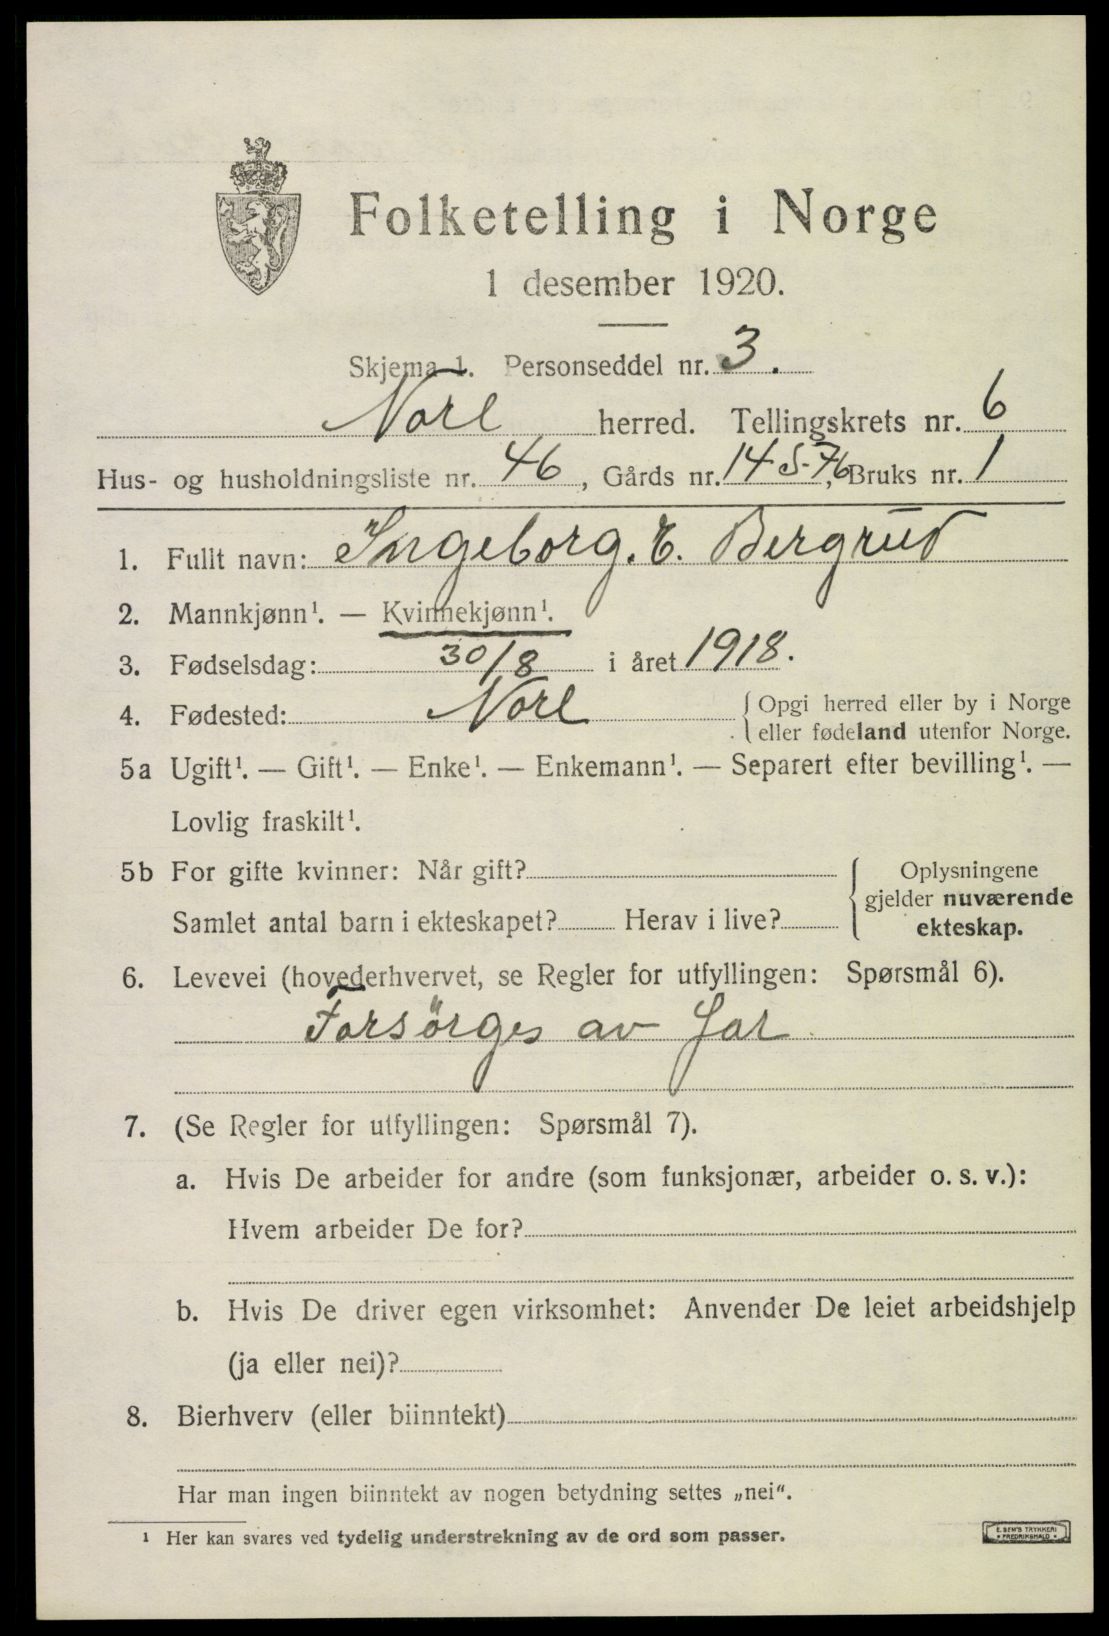 Folketelling i Norge
1 desember 1920.
Skjema 1. Personseddel nr. 3.
Norl herred. Tellingskrets nr. 6
Hus- og husholdningsliste nr. 46, Gårds nr. 14 S-76, Bruks nr. 1
1. Fullt navn: Ingeborg. E. Bergrud
2. Mannkjønn¹. — Kvinnekjønn¹.
3. Fødselsdag: 30/8 i året 1918.
4. Fødested: Norl { Opgi herred eller by i Norge
eller fødeland utenfor Norge.
5a Ugift¹. — Gift¹. — Enke¹. — Enkemann¹. — Separert efter bevilling¹. —
Lovlig fraskilt¹.
5b For gifte kvinner: Når gift? { Oplysningene
gjelder nuværende
Samlet antal barn i ekteskapet? Herav i live? ekteskap.
6. Levevei (hovederhvervet, se Regler for utfyllingen: Spørsmål 6).
Forsörges av far
7. (Se Regler for utfyllingen: Spørsmål 7).
a. Hvis De arbeider for andre (som funksjonær, arbeider o. s. v.):
Hvem arbeider De for?
b. Hvis De driver egen virksomhet: Anvender De leiet arbeidshjelp
(ja eller nei)?
8. Bierhverv (eller biinntekt)
Har man ingen biinntekt av nogen betydning settes „nei“.
¹ Her kan svares ved tydelig understrekning av de ord som passer.
E. SEM'S TRYKKERI
FREDRIKSHALD